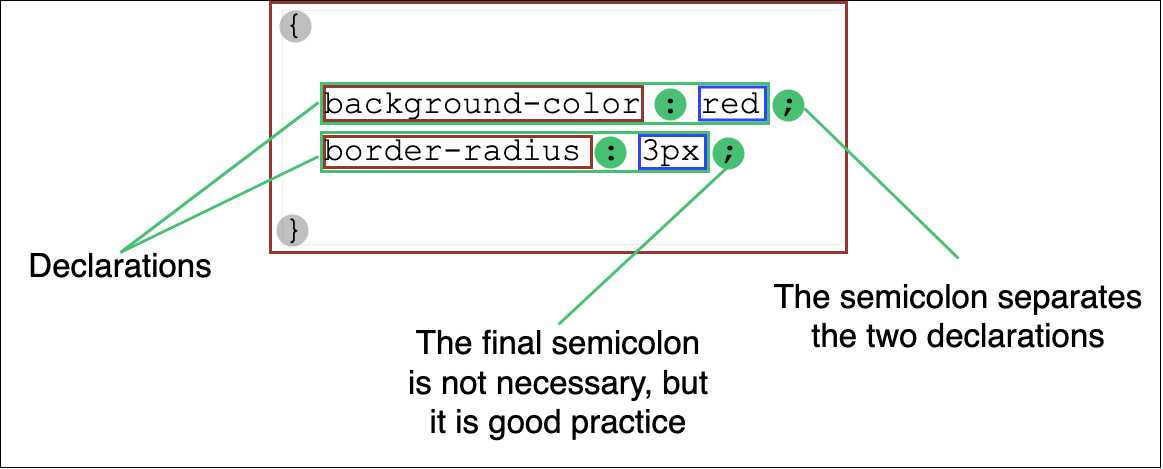 {
background-color : red ;
border-radius : 3px ;
}
Declarations
The semicolon separates
the two declarations
The final semicolon
is not necessary, but
it is good practice